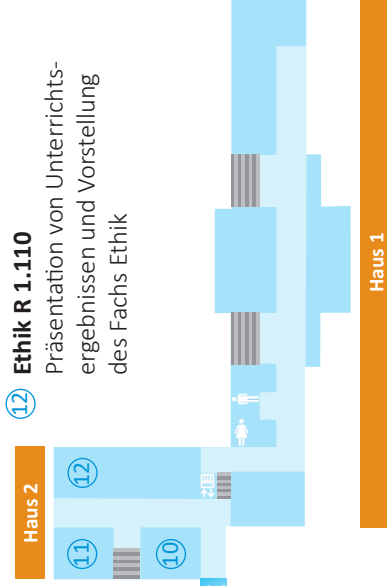 ⑫ Ethik R 1.110
Präsentation von Unterrichts-
ergebnissen und Vorstellung
des Fachs Ethik
Haus 2
⑫
⑪
⑩
Haus 1